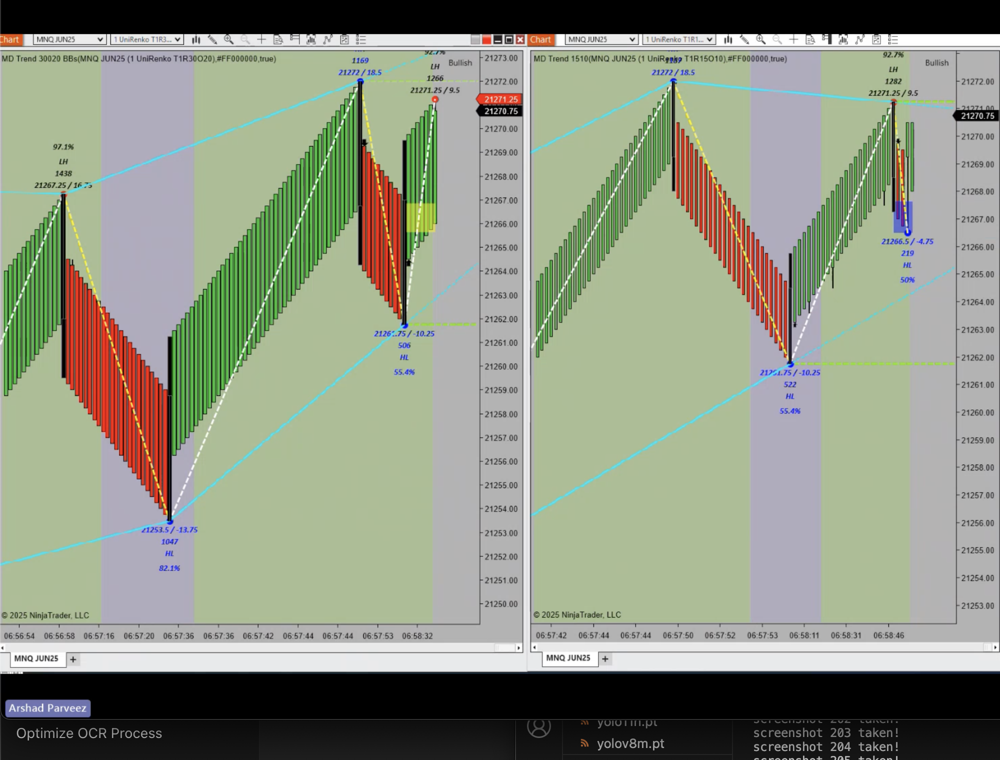 Chart
MNQ JUN25
1 UniRenko T1R3...
MD Trend 30020 BBs(MNQ JUN25 (1 UniRenko T1R30O20),#FF000000,true)
Bullish
97.1%
LH
1438
1169
21272 / 18.5
92.7%
LH
1266
21271.25 / 9.5
21253.5 / -13.75
1047
HL
82.1%
506
HL
55.4%
21273.00
21272.00
21271.25
21270.75
21270.00
21269.00
21268.00
21267.00
21266.00
21265.00
21264.00
21263.00
21262.00
21261.00
21260.00
21259.00
21258.00
21257.00
21256.00
21255.00
21254.00
21253.00
21252.00
21251.00
21250.00
© 2025 NinjaTrader, LLC
06:56:54 06:56:58 06:57:16 06:57:20 06:57:36 06:57:42 06:57:44 06:57:44 06:57:53 06:58:32
MNQ JUN25 +
Chart
MNQ JUN25
1 UniRenko T1R1...
MD Trend 1510(MNQ JUN25 (1 UniRenko T1R15O10),#FF000000,true)
Bullish
21272 / 18.5
92.7%
LH
1282
21271.25 / 9.5
21266.5 / -4.75
219
HL
50%
522
HL
55.4%
21272.00
21271.00
21270.75
21270.00
21269.00
21268.00
21267.00
21266.00
21265.00
21264.00
21263.00
21262.00
21261.00
21260.00
21259.00
21258.00
21257.00
21256.00
21255.00
21254.00
21253.00
© 2025 NinjaTrader, LLC
06:57:42 06:57:44 06:57:44 06:57:50 06:57:52 06:57:53 06:58:11 06:58:31 06:58:46
MNQ JUN25 +
Arshad Parveez
Optimize OCR Process
yolo11n.pt
yolov8m.pt
screenshot 202 taken!
screenshot 203 taken!
screenshot 204 taken!
screenshot 205 taken!